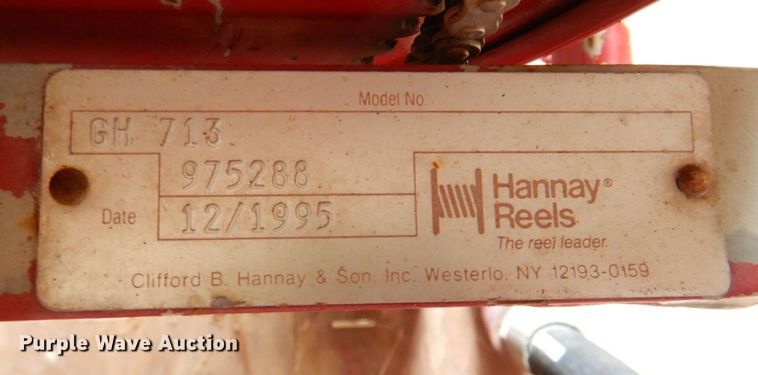 Model No.
GH 713
975288
Date 12/1995
Hannay®
Reels
The reel leader.
Clifford B. Hannay & Son, Inc. Westerlo, NY 12193-0159
Purple Wave Auction